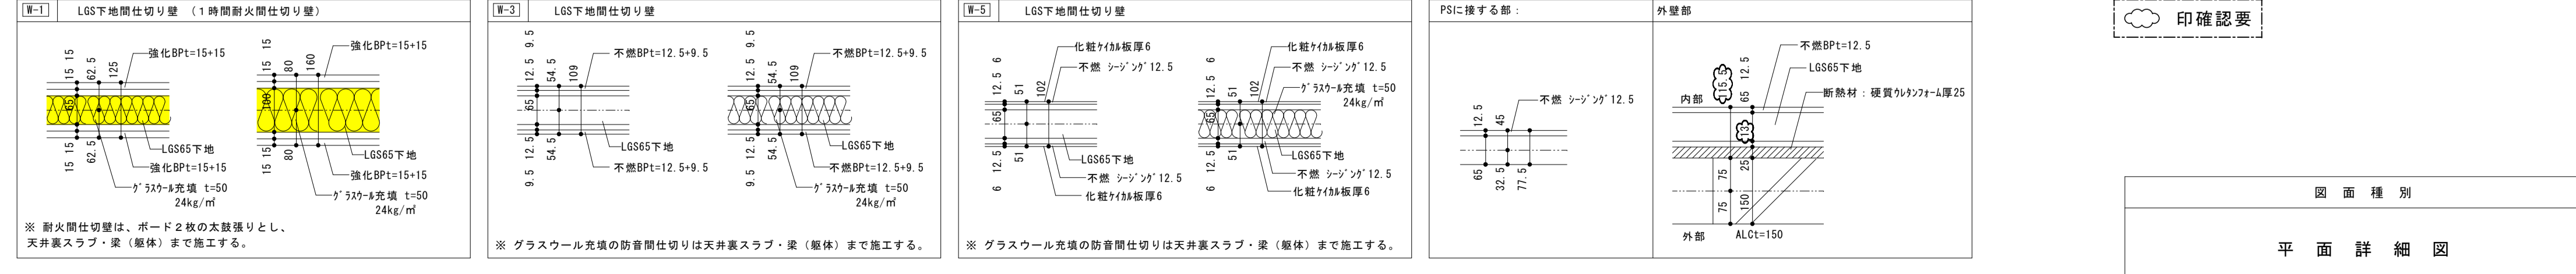 W-1 LGS下地間仕切り壁 （１時間耐火間仕切り壁）
15 15
62.5
125
強化BPt=15+15
65
15 15
62.5
LGS65下地
強化BPt=15+15
ｸﾞﾗｽｳｰﾙ充填 t=50
24kg/㎥
15 15
80
160
強化BPt=15+15
100
15 15
80
LGS65下地
強化BPt=15+15
ｸﾞﾗｽｳｰﾙ充填 t=50
24kg/㎥
※ 耐火間仕切壁は、ボード２枚の太鼓張りとし、
天井裏スラブ・梁（躯体）まで施工する。
W-3 LGS下地間仕切り壁
12.5 9.5
54.5
109
不燃BPt=12.5+9.5
65
9.5 12.5
54.5
LGS65下地
不燃BPt=12.5+9.5
12.5 9.5
54.5
109
不燃BPt=12.5+9.5
65
9.5 12.5
54.5
LGS65下地
不燃BPt=12.5+9.5
ｸﾞﾗｽｳｰﾙ充填 t=50
24kg/㎥
※ グラスウール充填の防音間仕切りは天井裏スラブ・梁（躯体）まで施工する。
W-5 LGS下地間仕切り壁
12.5 6
51
102
化粧ｹｲｶﾙ板厚6
不燃 ｼｰｼﾞﾝｸﾞ12.5
65
6 12.5
51
LGS65下地
不燃 ｼｰｼﾞﾝｸﾞ12.5
化粧ｹｲｶﾙ板厚6
12.5 6
51
102
化粧ｹｲｶﾙ板厚6
不燃 ｼｰｼﾞﾝｸﾞ12.5
ｸﾞﾗｽｳｰﾙ充填 t=50
24kg/㎥
65
6 12.5
51
LGS65下地
不燃 ｼｰｼﾞﾝｸﾞ12.5
化粧ｹｲｶﾙ板厚6
※ グラスウール充填の防音間仕切りは天井裏スラブ・梁（躯体）まで施工する。
PSに接する部：
12.5
45
不燃 ｼｰｼﾞﾝｸﾞ12.5
65
32.5
77.5
外壁部
不燃BPt=12.5
LGS65下地
断熱材：硬質ｳﾚﾀﾝﾌｫｰﾑ厚25
115.5
65 12.5
内部
13
25
75
75
150
外部
ALCt=150
印確認要
図面種別
平面詳細図